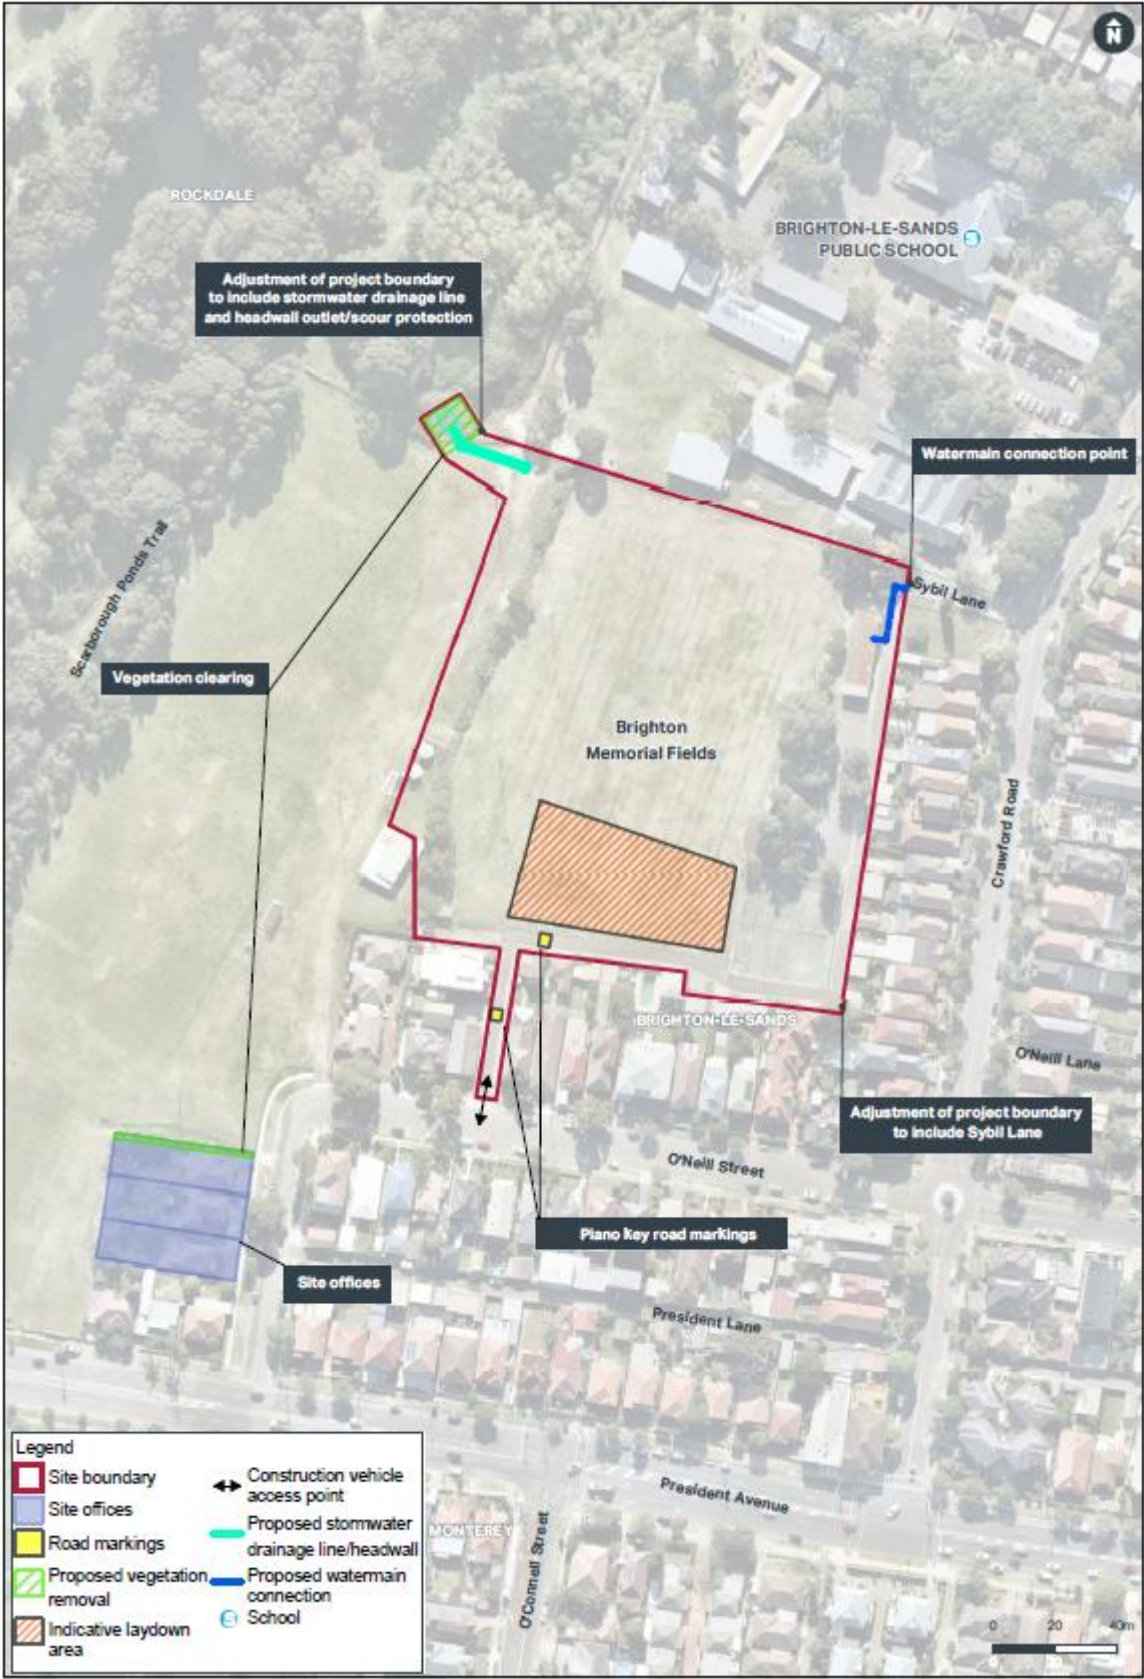 N
ROCKDALE
BRIGHTON-LE-SANDS
PUBLIC SCHOOL
S
Adjustment of project boundary
to include stormwater drainage line
and headwall outlet/scour protection
Watermain connection point
Sybil Lane
Scarborough Ponds Trail
Vegetation clearing
Brighton
Memorial Fields
Crawford Road
BRIGHTON-LE-SANDS
O'Neill Lane
Adjustment of project boundary
to include Sybil Lane
O'Neill Street
Piano key road markings
Site offices
President Lane
President Avenue
MONTEREY
O'Connell Street
Legend
Site boundary
Site offices
Road markings
Proposed vegetation
removal
Indicative laydown
area
Construction vehicle
access point
Proposed stormwater
drainage line/headwall
Proposed watermain
connection
S School
0 20 40m